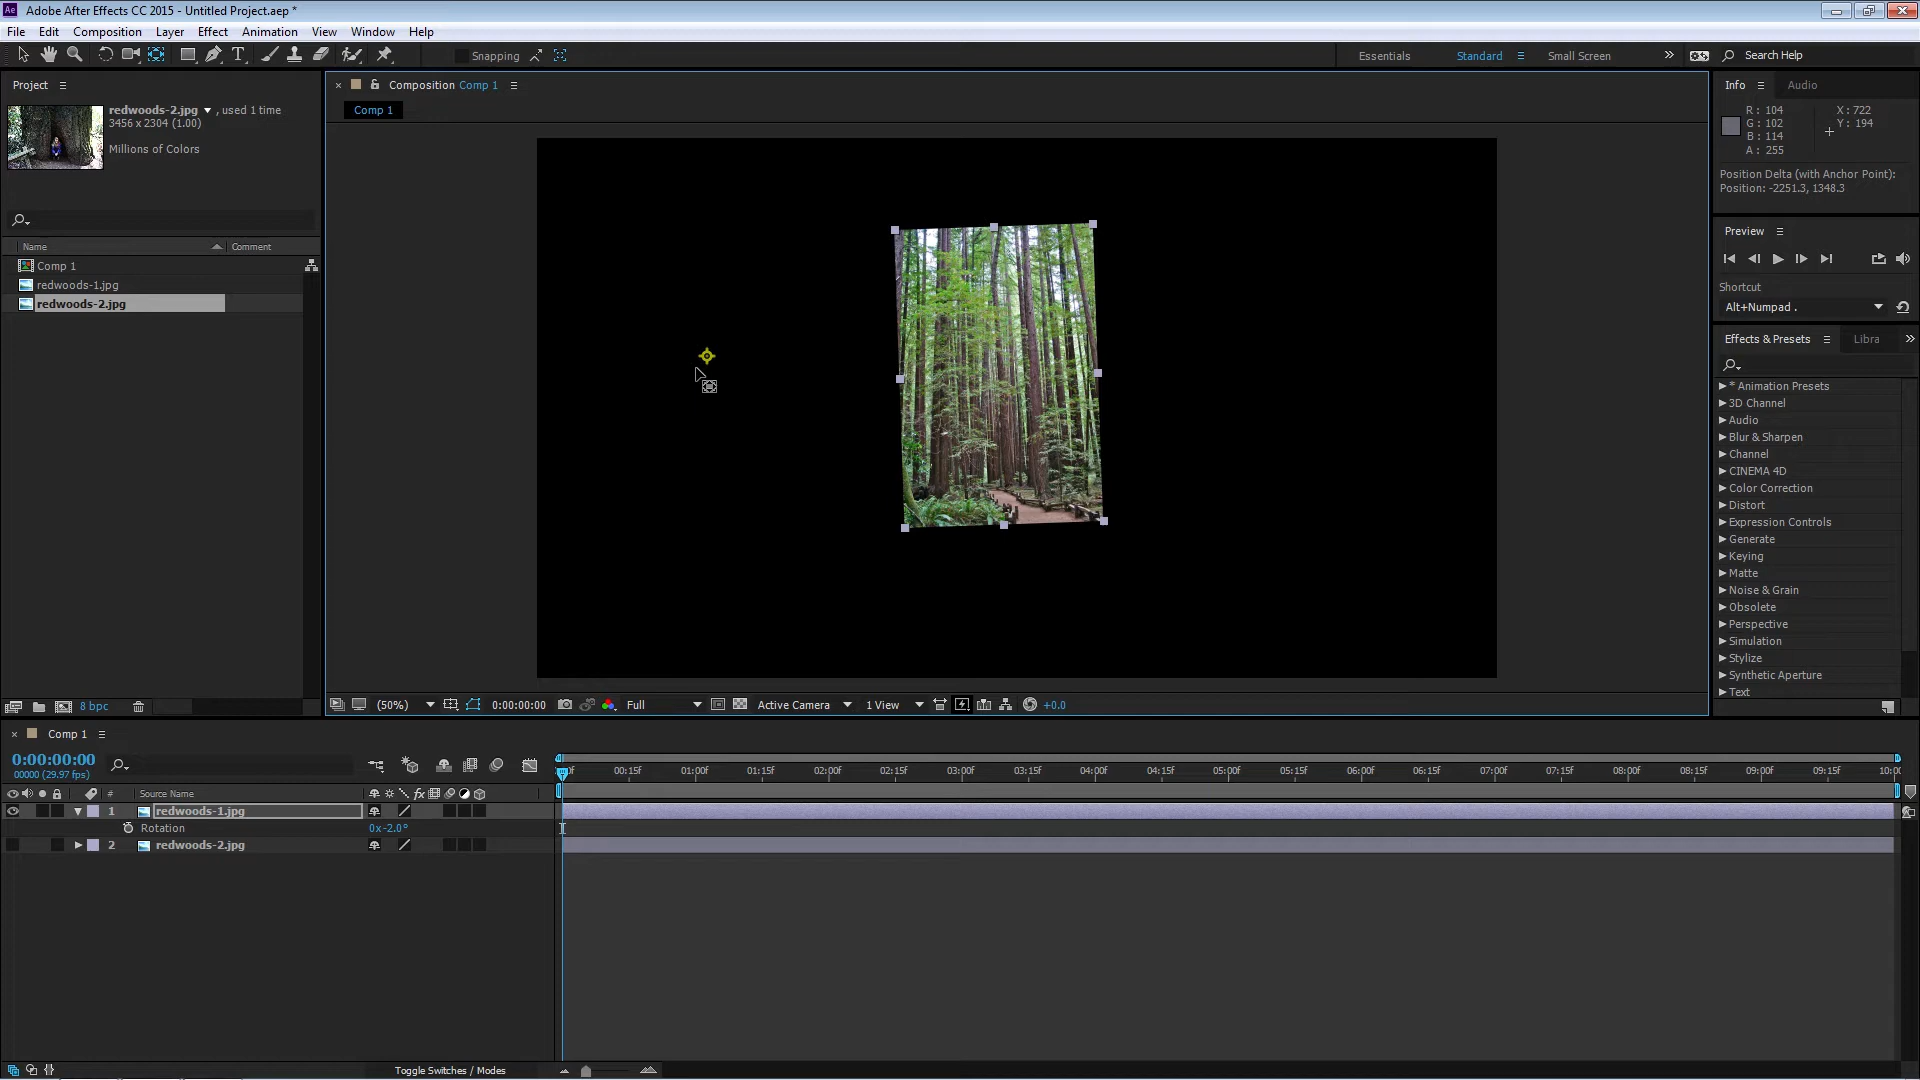 Adobe After Effects CC 2015 - Untitled Project.aep *
File Edit Composition Layer Effect Animation View Window Help
Snapping
Essentials Standard Small Screen Search Help
Project
redwoods-2.jpg , used 1 time
3456 x 2304 (1.00)
Millions of Colors
Name Comment
Comp 1
redwoods-1.jpg
redwoods-2.jpg
8 bpc
Composition Comp 1
Comp 1
(50%) 0:00:00:00 Full Active Camera 1 View +0.0
Info Audio
R: 104 X: 722
G: 102 Y: 194
B: 114
A: 255
Position Delta (with Anchor Point):
Position: -2251.3, 1348.3
Preview
Shortcut
Alt+Numpad .
Effects & Presets Libra
* Animation Presets
3D Channel
Audio
Blur & Sharpen
Channel
CINEMA 4D
Color Correction
Distort
Expression Controls
Generate
Keying
Matte
Noise & Grain
Obsolete
Perspective
Simulation
Stylize
Synthetic Aperture
Text
Comp 1
0:00:00:00
00000 (29.97 fps)
00:15f 01:00f 01:15f 02:00f 02:15f 03:00f 03:15f 04:00f 04:15f 05:00f 05:15f 06:00f 06:15f 07:00f 07:15f 08:00f 08:15f 09:00f 09:15f 10:00
# Source Name fx
1 redwoods-1.jpg
Rotation 0x-2.0°
2 redwoods-2.jpg
Toggle Switches / Modes